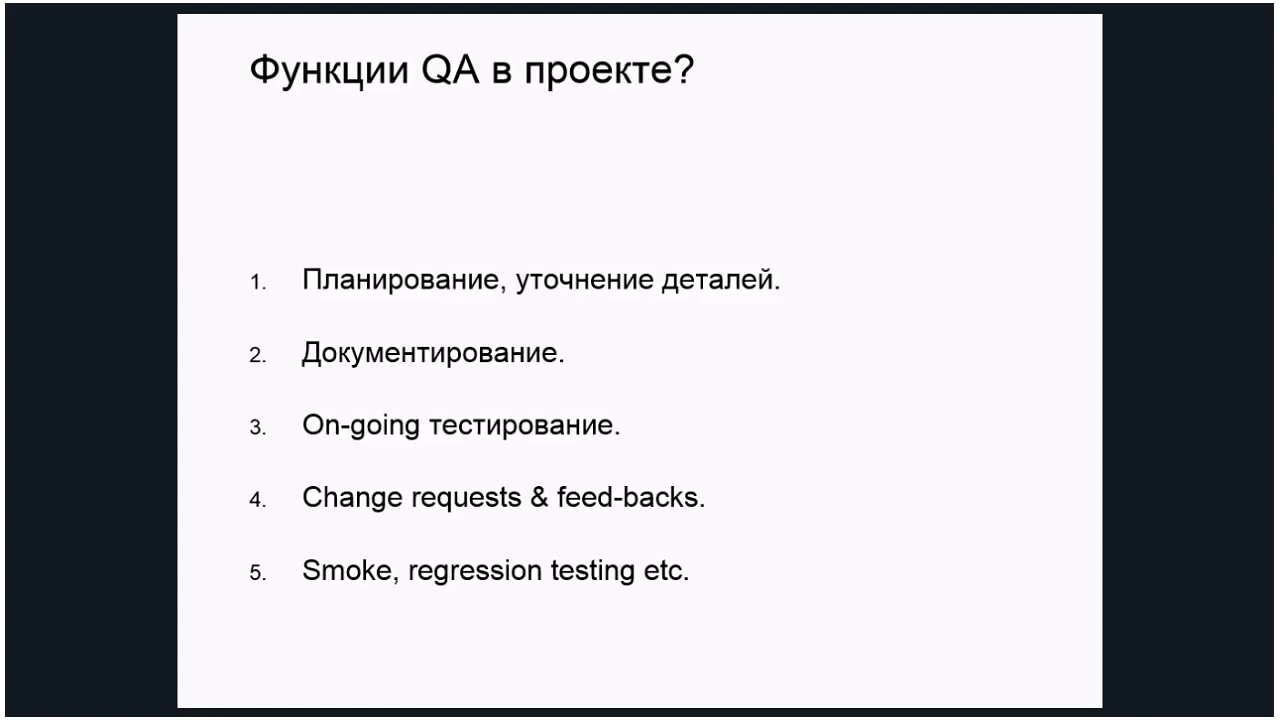 Функции QA в проекте?
1. Планирование, уточнение деталей.
2. Документирование.
3. On-going тестирование.
4. Change requests & feed-backs.
5. Smoke, regression testing etc.